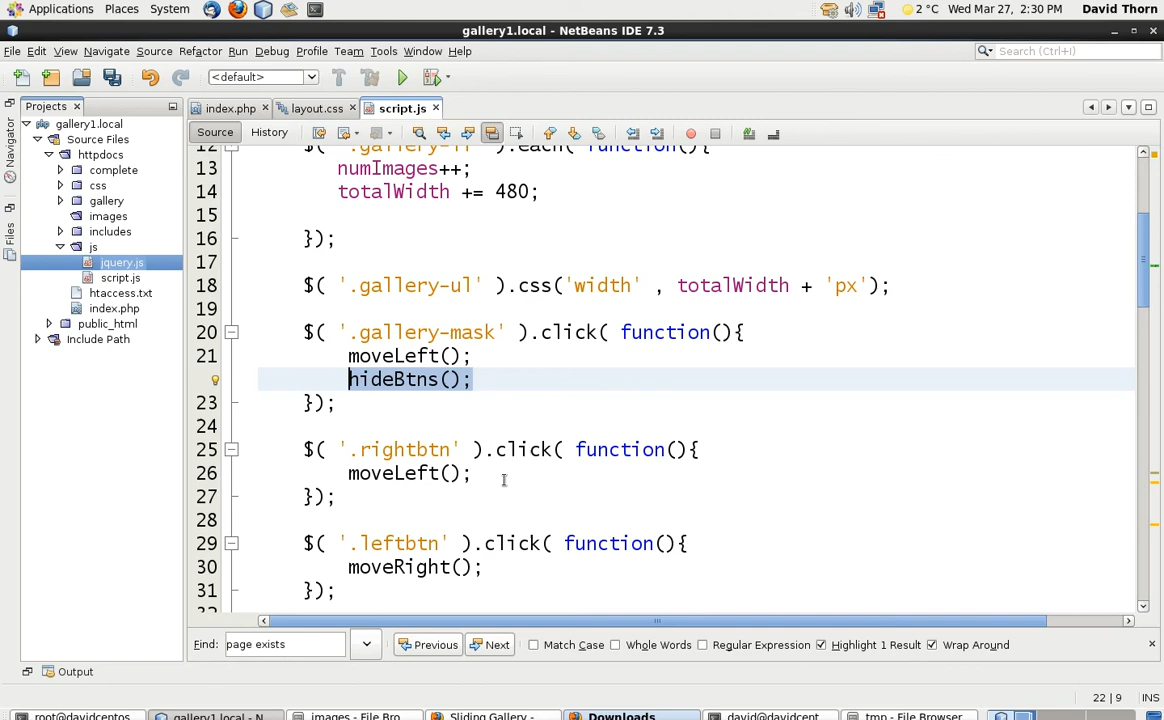 Applications Places System 2 °C Wed Mar 27, 2:30 PM David Thorn
gallery1.local - NetBeans IDE 7.3
File Edit View Navigate Source Refactor Run Debug Profile Team Tools Window Help Search (Ctrl+I)
<default>
Projects index.php layout.css script.js
Source History
Navigator
Files
gallery1.local
Source Files
httpdocs
complete
css
gallery
images
includes
js
jquery.js
script.js
htaccess.txt
index.php
public_html
Include Path
12 ).each( function(){
13 numImages++;
14 totalWidth += 480;
15
16 });
17
18 $( '.gallery-ul' ).css('width' , totalWidth + 'px');
19
20 $( '.gallery-mask' ).click( function(){
21 moveLeft();
hideBtns();
23 });
24
25 $( '.rightbtn' ).click( function(){
26 moveLeft();
27 });
28
29 $( '.leftbtn' ).click( function(){
30 moveRight();
31 });
Find: page exists Previous Next Match Case Whole Words Regular Expression Highlight 1 Result Wrap Around
Output
22 | 9 INS
root@davidcentos gallery1.local - N... images - File Bro... Sliding Gallery - ... Downloads david@davidcent... tmp - File Browser